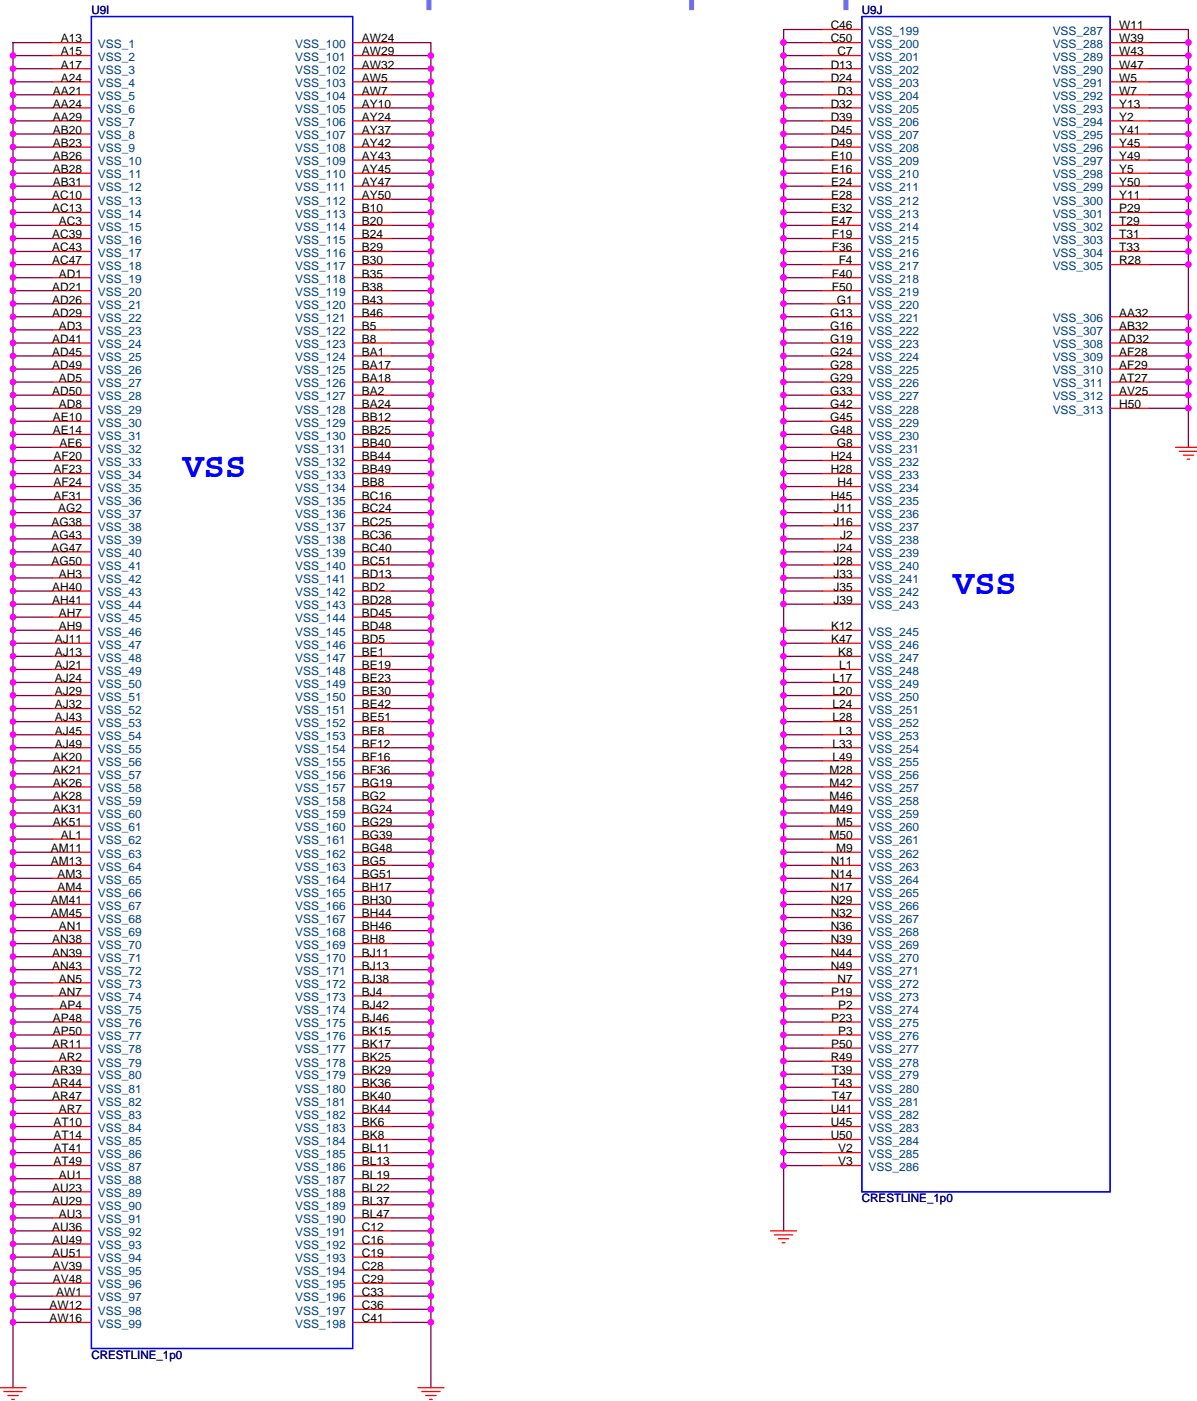 U9I
A13 VSS_1 VSS_100 AW24
A15 VSS_2 VSS_101 AW29
A17 VSS_3 VSS_102 AW32
A24 VSS_4 VSS_103 AW5
AA21 VSS_5 VSS_104 AW7
AA24 VSS_6 VSS_105 AY10
AA29 VSS_7 VSS_106 AY24
AB20 VSS_8 VSS_107 AY37
AB23 VSS_9 VSS_108 AY42
AB26 VSS_10 VSS_109 AY43
AB28 VSS_11 VSS_110 AY45
AB31 VSS_12 VSS_111 AY47
AC10 VSS_13 VSS_112 AY50
AC13 VSS_14 VSS_113 B10
AC3 VSS_15 VSS_114 B20
AC39 VSS_16 VSS_115 B24
AC43 VSS_17 VSS_116 B29
AC47 VSS_18 VSS_117 B30
AD1 VSS_19 VSS_118 B35
AD21 VSS_20 VSS_119 B38
AD26 VSS_21 VSS_120 B43
AD29 VSS_22 VSS_121 B46
AD3 VSS_23 VSS_122 B5
AD41 VSS_24 VSS_123 B8
AD45 VSS_25 VSS_124 BA1
AD49 VSS_26 VSS_125 BA17
AD5 VSS_27 VSS_126 BA18
AD50 VSS_28 VSS_127 BA2
AD8 VSS_29 VSS_128 BA24
AE10 VSS_30 VSS_129 BB12
AE14 VSS_31 VSS_130 BB25
AE6 VSS_32 VSS_131 BB40
AF20 VSS_33 VSS_132 BB44
AF23 VSS_34 VSS_133 BB49
AF24 VSS_35 VSS_134 BB8
AF31 VSS_36 VSS_135 BC16
AG2 VSS_37 VSS_136 BC24
AG38 VSS_38 VSS_137 BC25
AG43 VSS_39 VSS_138 BC36
AG47 VSS_40 VSS_139 BC40
AG50 VSS_41 VSS_140 BC51
AH3 VSS_42 VSS_141 BD13
AH40 VSS_43 VSS_142 BD2
AH41 VSS_44 VSS_143 BD28
AH7 VSS_45 VSS_144 BD45
AH9 VSS_46 VSS_145 BD48
AJ11 VSS_47 VSS_146 BD5
AJ13 VSS_48 VSS_147 BE1
AJ21 VSS_49 VSS_148 BE19
AJ24 VSS_50 VSS_149 BE23
AJ29 VSS_51 VSS_150 BE30
AJ32 VSS_52 VSS_151 BE42
AJ43 VSS_53 VSS_152 BE51
AJ45 VSS_54 VSS_153 BE8
AJ49 VSS_55 VSS_154 BF12
AK20 VSS_56 VSS_155 BF16
AK21 VSS_57 VSS_156 BF36
AK26 VSS_58 VSS_157 BG19
AK28 VSS_59 VSS_158 BG2
AK31 VSS_60 VSS_159 BG24
AK51 VSS_61 VSS_160 BG29
AL1 VSS_62 VSS_161 BG39
AM11 VSS_63 VSS_162 BG48
AM13 VSS_64 VSS_163 BG5
AM3 VSS_65 VSS_164 BG51
AM4 VSS_66 VSS_165 BH17
AM41 VSS_67 VSS_166 BH30
AM45 VSS_68 VSS_167 BH44
AN1 VSS_69 VSS_168 BH46
AN38 VSS_70 VSS_169 BH8
AN39 VSS_71 VSS_170 BJ11
AN43 VSS_72 VSS_171 BJ13
AN5 VSS_73 VSS_172 BJ38
AN7 VSS_74 VSS_173 BJ4
AP4 VSS_75 VSS_174 BJ42
AP48 VSS_76 VSS_175 BJ46
AP50 VSS_77 VSS_176 BK15
AR11 VSS_78 VSS_177 BK17
AR2 VSS_79 VSS_178 BK25
AR39 VSS_80 VSS_179 BK29
AR44 VSS_81 VSS_180 BK36
AR47 VSS_82 VSS_181 BK40
AR7 VSS_83 VSS_182 BK44
AT10 VSS_84 VSS_183 BK6
AT14 VSS_85 VSS_184 BK8
AT41 VSS_86 VSS_185 BL11
AT49 VSS_87 VSS_186 BL13
AU1 VSS_88 VSS_187 BL19
AU23 VSS_89 VSS_188 BL22
AU29 VSS_90 VSS_189 BL37
AU3 VSS_91 VSS_190 BL47
AU36 VSS_92 VSS_191 C12
AU49 VSS_93 VSS_192 C16
AU51 VSS_94 VSS_193 C19
AV39 VSS_95 VSS_194 C28
AV48 VSS_96 VSS_195 C29
AW1 VSS_97 VSS_196 C33
AW12 VSS_98 VSS_197 C36
AW16 VSS_99 VSS_198 C41
VSS
CRESTLINE_1p0
U9J
C46 VSS_199 VSS_287 W11
C50 VSS_200 VSS_288 W39
C7 VSS_201 VSS_289 W43
D13 VSS_202 VSS_290 W47
D24 VSS_203 VSS_291 W5
D3 VSS_204 VSS_292 W7
D32 VSS_205 VSS_293 Y13
D39 VSS_206 VSS_294 Y2
D45 VSS_207 VSS_295 Y41
D49 VSS_208 VSS_296 Y45
E10 VSS_209 VSS_297 Y49
E16 VSS_210 VSS_298 Y5
E24 VSS_211 VSS_299 Y50
E28 VSS_212 VSS_300 Y11
E32 VSS_213 VSS_301 P29
E47 VSS_214 VSS_302 T29
F19 VSS_215 VSS_303 T31
F36 VSS_216 VSS_304 T33
F4 VSS_217 VSS_305 R28
F40 VSS_218
F50 VSS_219
G1 VSS_220
G13 VSS_221 VSS_306 AA32
G16 VSS_222 VSS_307 AB32
G19 VSS_223 VSS_308 AD32
G24 VSS_224 VSS_309 AF28
G28 VSS_225 VSS_310 AF29
G29 VSS_226 VSS_311 AT27
G33 VSS_227 VSS_312 AV25
G42 VSS_228 VSS_313 H50
G45 VSS_229
G48 VSS_230
G8 VSS_231
H24 VSS_232
H28 VSS_233
H4 VSS_234
H45 VSS_235
J11 VSS_236
J16 VSS_237
J2 VSS_238
J24 VSS_239
J28 VSS_240
J33 VSS_241
J35 VSS_242
J39 VSS_243
K12 VSS_245
K47 VSS_246
K8 VSS_247
L1 VSS_248
L17 VSS_249
L20 VSS_250
L24 VSS_251
L28 VSS_252
L3 VSS_253
L33 VSS_254
L49 VSS_255
M28 VSS_256
M42 VSS_257
M46 VSS_258
M49 VSS_259
M5 VSS_260
M50 VSS_261
M9 VSS_262
N11 VSS_263
N14 VSS_264
N17 VSS_265
N29 VSS_266
N32 VSS_267
N36 VSS_268
N39 VSS_269
N44 VSS_270
N49 VSS_271
N7 VSS_272
P19 VSS_273
P2 VSS_274
P23 VSS_275
P3 VSS_276
P50 VSS_277
R49 VSS_278
T39 VSS_279
T43 VSS_280
T47 VSS_281
U41 VSS_282
U45 VSS_283
U50 VSS_284
V2 VSS_285
V3 VSS_286
VSS
CRESTLINE_1p0